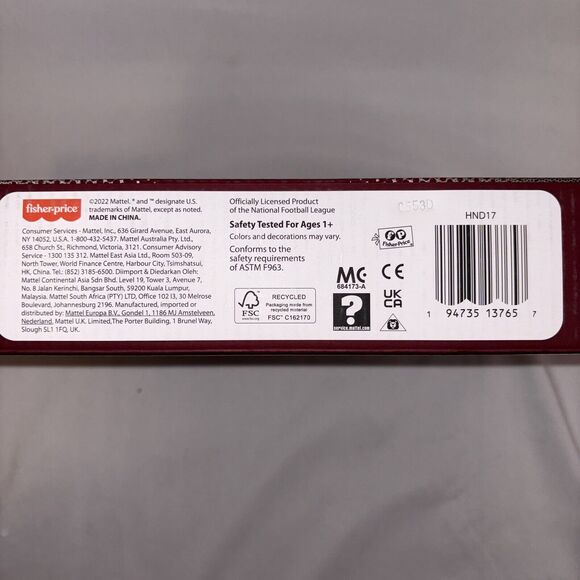 fisher-price
©2022 Mattel. ® and ™ designate U.S.
trademarks of Mattel, except as noted.
MADE IN CHINA.
Consumer Services - Mattel, Inc., 636 Girard Avenue, East Aurora,
NY 14052, U.S.A. 1-800-432-5437. Mattel Australia Pty. Ltd.,
658 Church St., Richmond, Victoria, 3121. Consumer Advisory
Service - 1300 135 312. Mattel East Asia Ltd., Room 503-09,
North Tower, World Finance Centre, Harbour City, Tsimshatsui,
HK, China. Tel.: (852) 3185-6500. Diimport & Diedarkan Oleh:
Mattel Continental Asia Sdn Bhd. Level 19, Tower 3, Avenue 7,
No. 8 Jalan Kerinchi, Bangsar South, 59200 Kuala Lumpur,
Malaysia. Mattel South Africa (PTY) LTD, Office 102 I3, 30 Melrose
Boulevard, Johannesburg 2196. Manufactured, imported or
distributed by: Mattel Europa B.V., Gondel 1, 1186 MJ Amstelveen,
Nederland. Mattel U.K. Limited,The Porter Building, 1 Brunel Way,
Slough SL1 1FQ, UK.
Officially Licensed Product
of the National Football League
Safety Tested For Ages 1+
Colors and decorations may vary.
Conforms to the
safety requirements
of ASTM F963.
FSC
www.fsc.org
RECYCLED
Packaging made from
recycled material
FSC™ C162170
684173-A
?
service.mattel.com
FP
Fisher-Price
CE
UK
CA
HND17
1 94735 13765 7